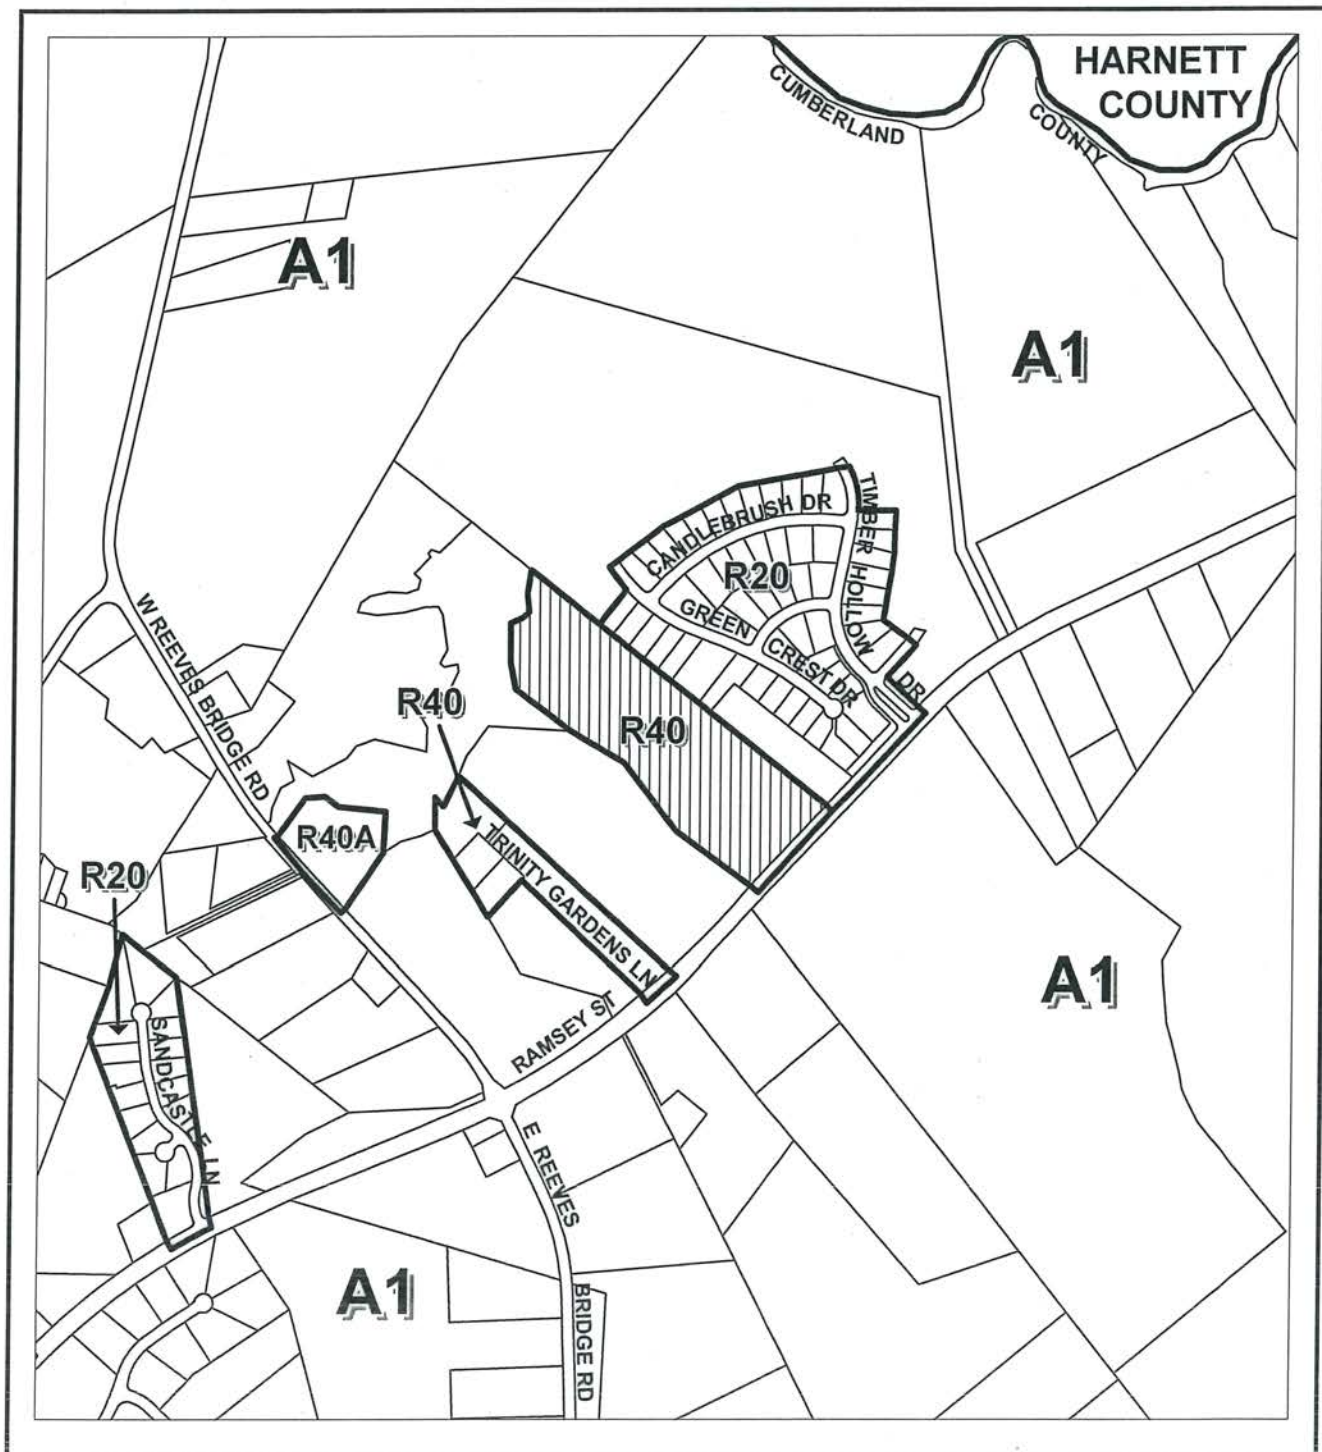 HARNETT
COUNTY
CUMBERLAND
COUNTY
A1
A1
TIMBER HOLLOW DR
CANDLEBRUSH DR
R20
GREEN CREST DR
W REEVES BRIDGE RD
R40
R40
R40A
TRINITY GARDENS LN
R20
A1
RAMSEY ST
SANDCASTLE LN
E REEVES BRIDGE RD
A1